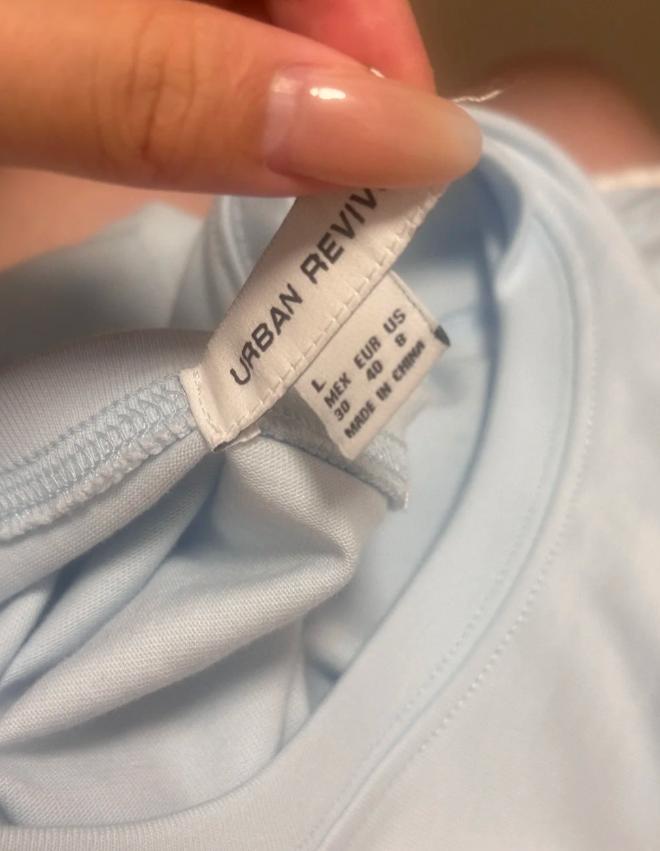 URBAN REVIV
L
MEX EUR US
30 40 8
MADE IN CHINA